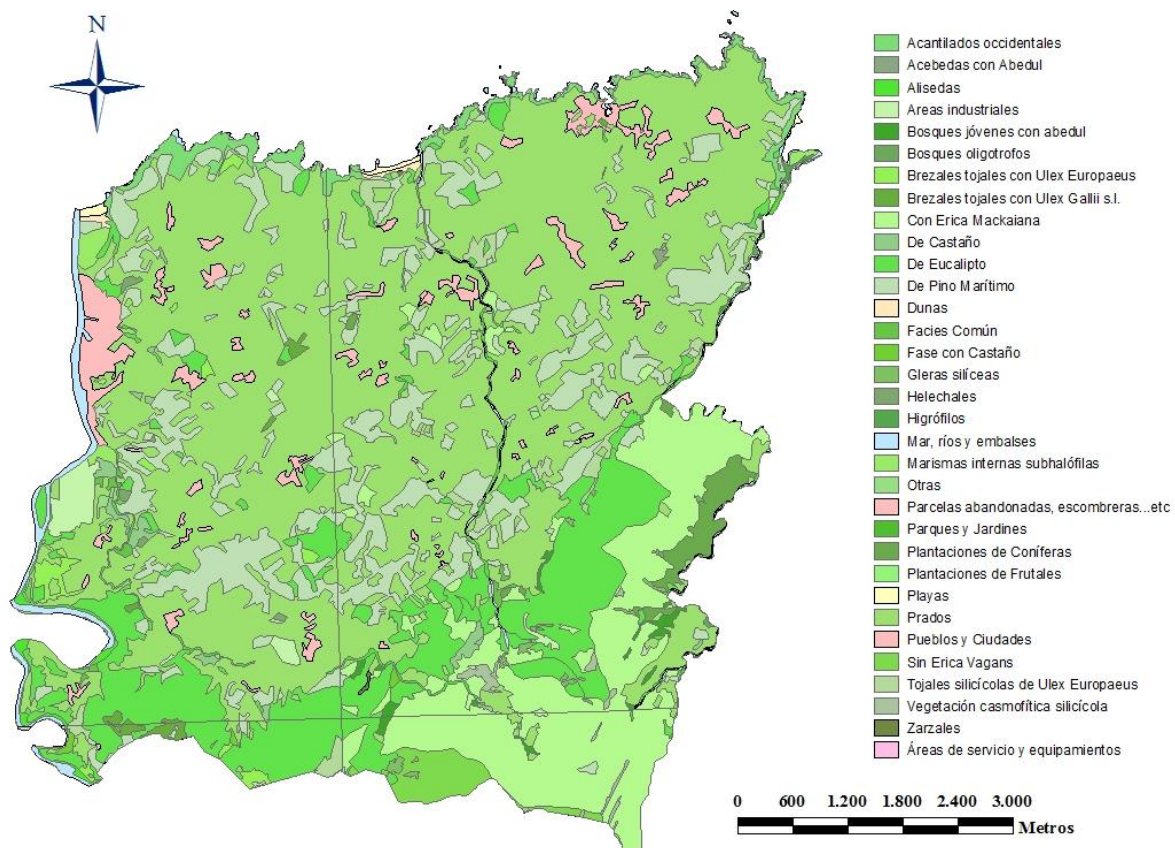 N
Acantilados occidentales
Acebedas con Abedul
Alisedas
Areas industriales
Bosques jóvenes con abedul
Bosques oligotrofos
Brezales tojales con Ulex Europaeus
Brezales tojales con Ulex Gallii s.l.
Con Erica Mackaiana
De Castaño
De Eucalipto
De Pino Marítimo
Dunas
Facies Común
Fase con Castaño
Gleras silíceas
Helechales
Higrófilos
Mar, ríos y embalses
Marismas internas subhalófilas
Otras
Parcelas abandonadas, escombreras...etc
Parques y Jardines
Plantaciones de Coníferas
Plantaciones de Frutales
Playas
Prados
Pueblos y Ciudades
Sin Erica Vagans
Tojales silicícolas de Ulex Europaeus
Vegetación casmofítica silicícola
Zarzales
Áreas de servicio y equipamientos
0 600 1.200 1.800 2.400 3.000
Metros